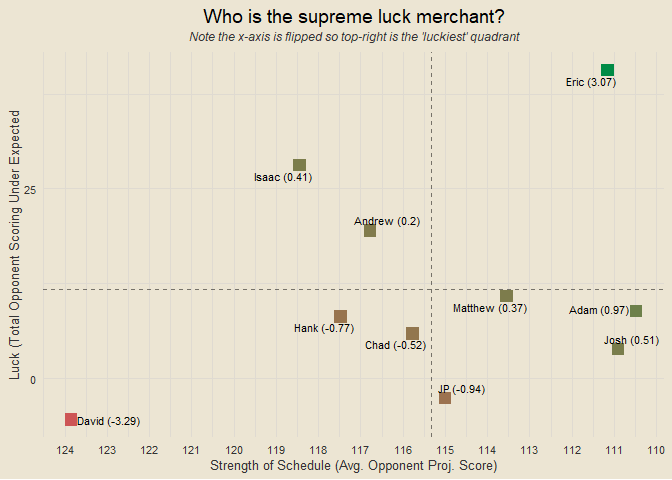 Who is the supreme luck merchant?
Note the x-axis is flipped so top-right is the 'luckiest' quadrant
Luck (Total Opponent Scoring Under Expected
25
0
Eric (3.07)
Isaac (0.41)
Andrew (0.2)
Matthew (0.37)
Adam (0.97)
Hank (-0.77)
Chad (-0.52)
Josh (0.51)
JP (-0.94)
David (-3.29)
124 123 122 121 120 119 118 117 116 115 114 113 112 111 110
Strength of Schedule (Avg. Opponent Proj. Score)